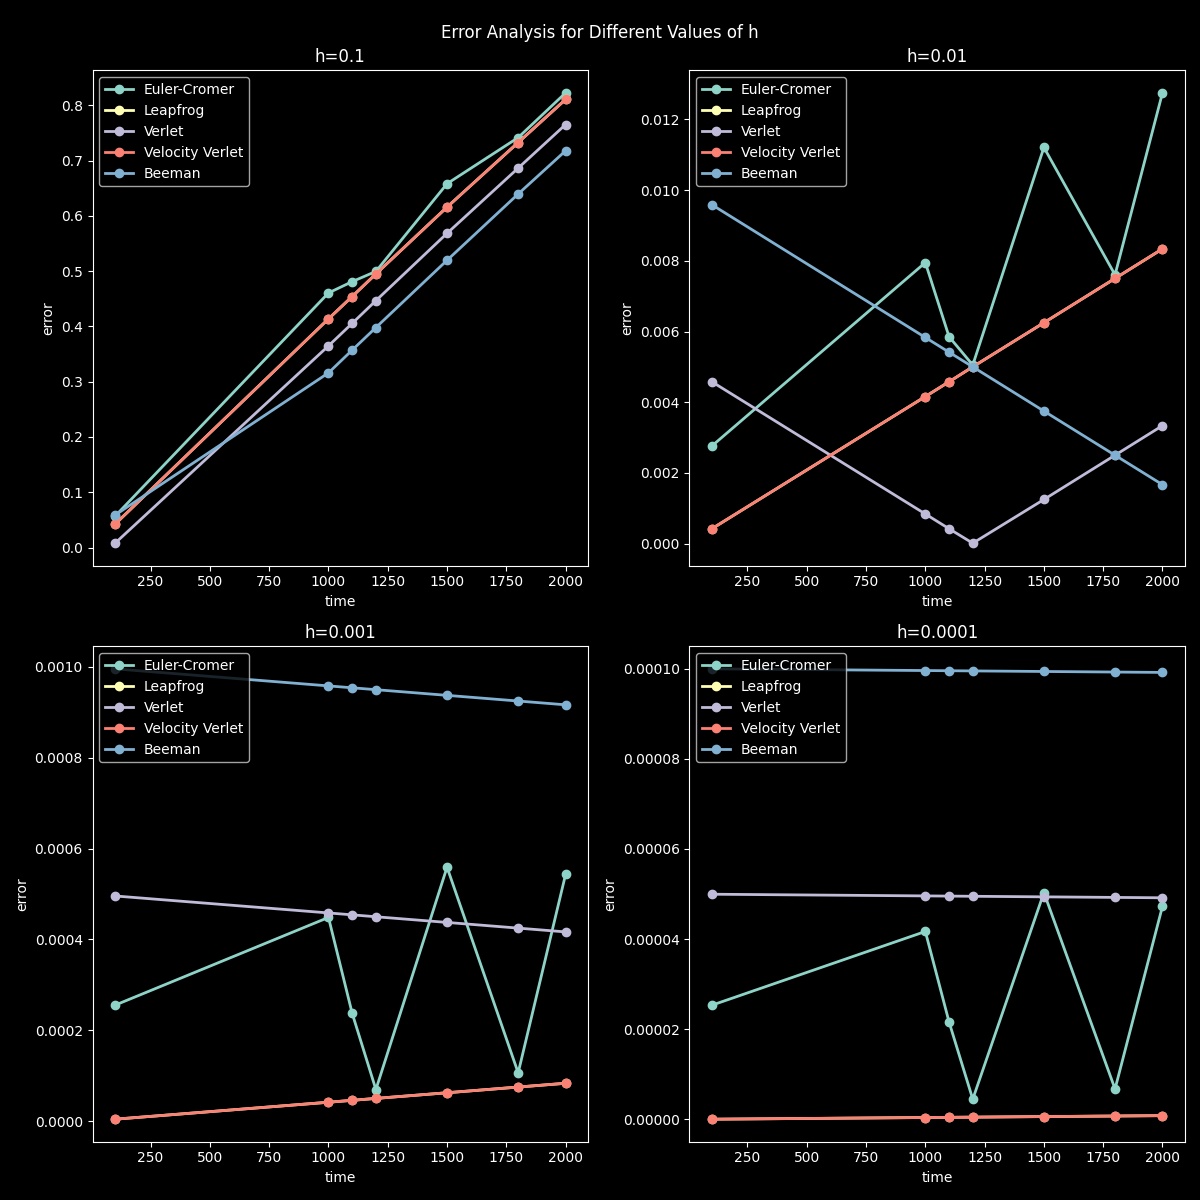 Error Analysis for Different Values of h
h=0.1
Euler-Cromer
Leapfrog
Verlet
Velocity Verlet
Beeman
0.8
0.7
0.6
0.5
0.4
0.3
0.2
0.1
0.0
error
250 500 750 1000 1250 1500 1750 2000
time
h=0.01
Euler-Cromer
Leapfrog
Verlet
Velocity Verlet
Beeman
0.012
0.010
0.008
0.006
0.004
0.002
0.000
error
250 500 750 1000 1250 1500 1750 2000
time
h=0.001
Euler-Cromer
Leapfrog
Verlet
Velocity Verlet
Beeman
0.0010
0.0008
0.0006
0.0004
0.0002
0.0000
error
250 500 750 1000 1250 1500 1750 2000
time
h=0.0001
Euler-Cromer
Leapfrog
Verlet
Velocity Verlet
Beeman
0.00010
0.00008
0.00006
0.00004
0.00002
0.00000
error
250 500 750 1000 1250 1500 1750 2000
time